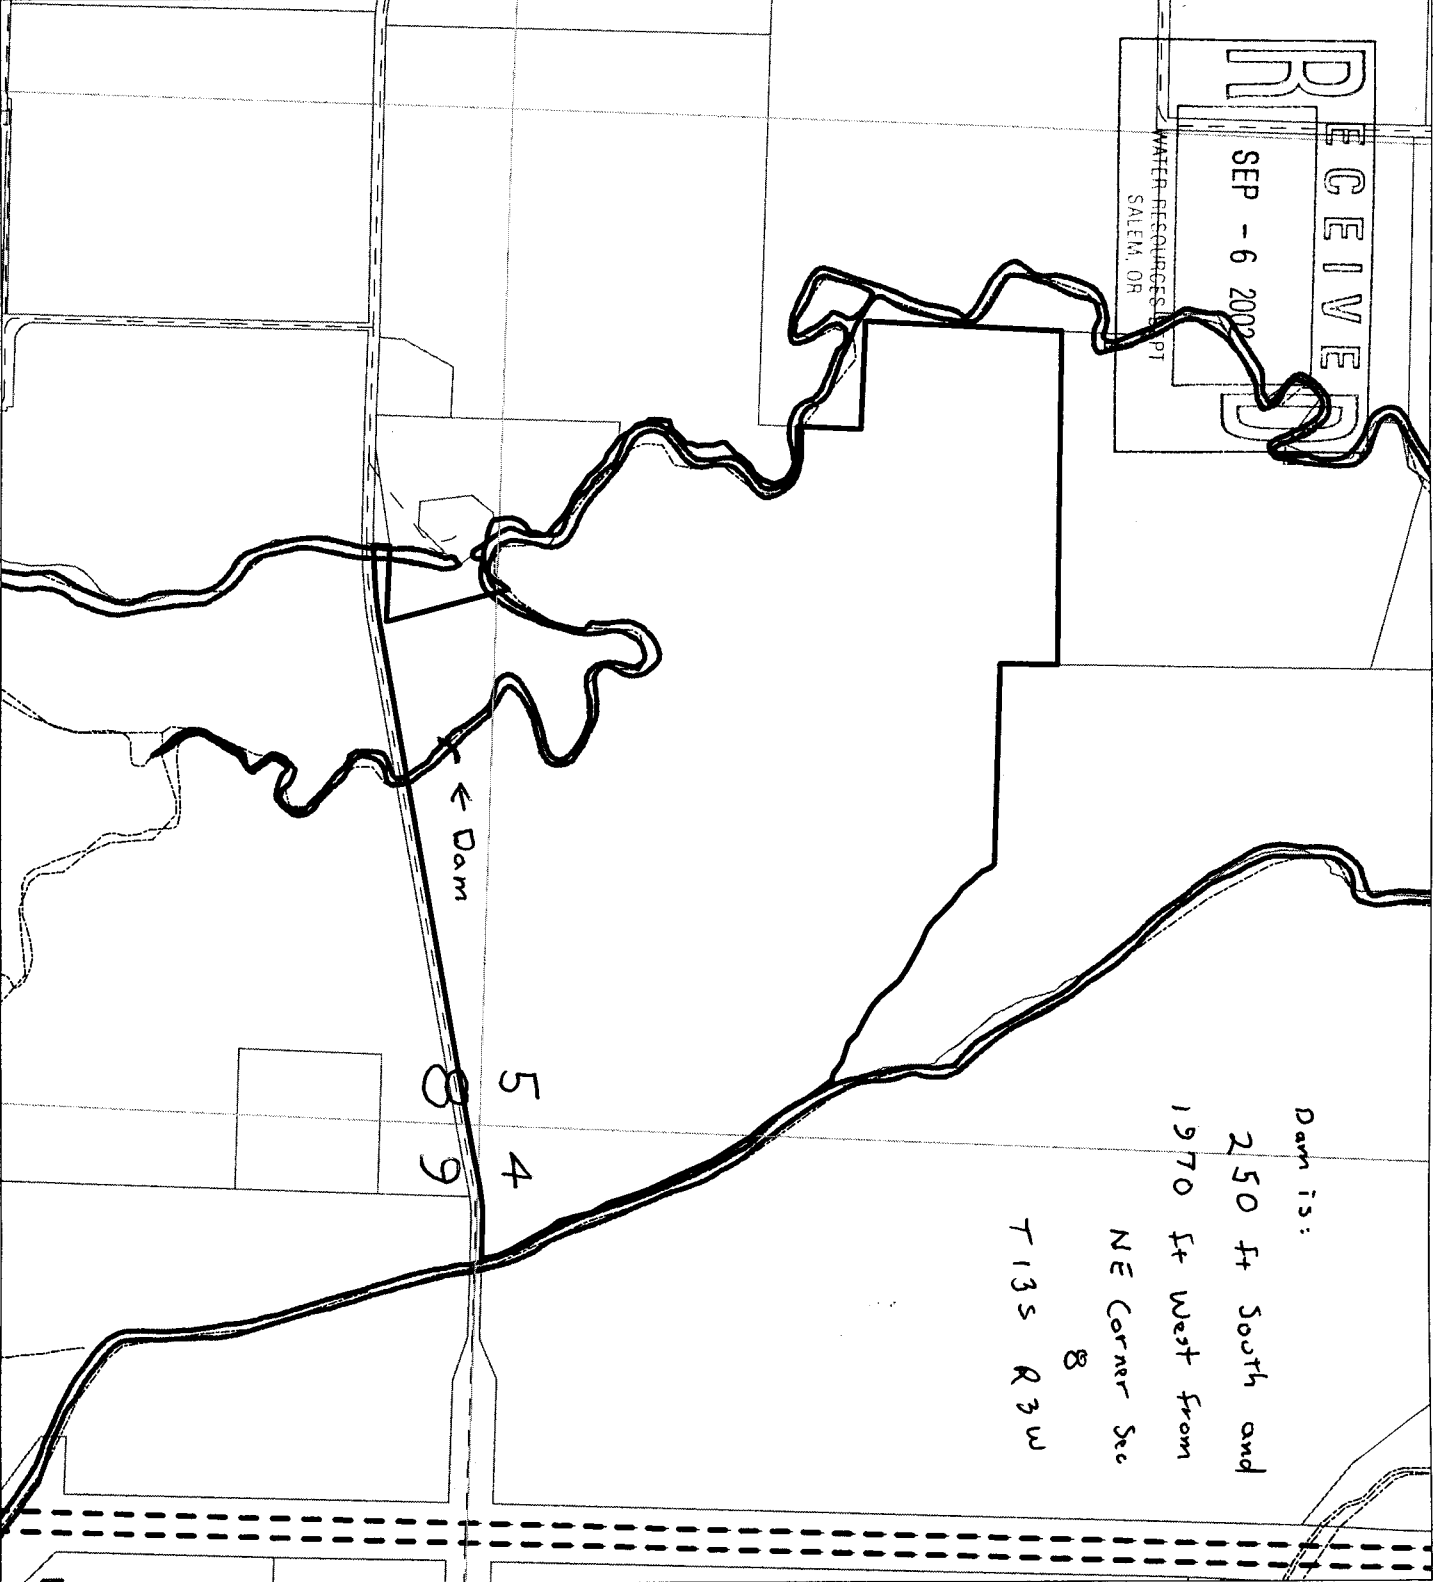 RECEIVED
SEP - 6 2002
WATER RESOURCES DEPT
SALEM, OR
Dam is:
250 ft South and
1970 ft West from
NE Corner Sec
8
T13S R3W
← Dam
5 4
8 9